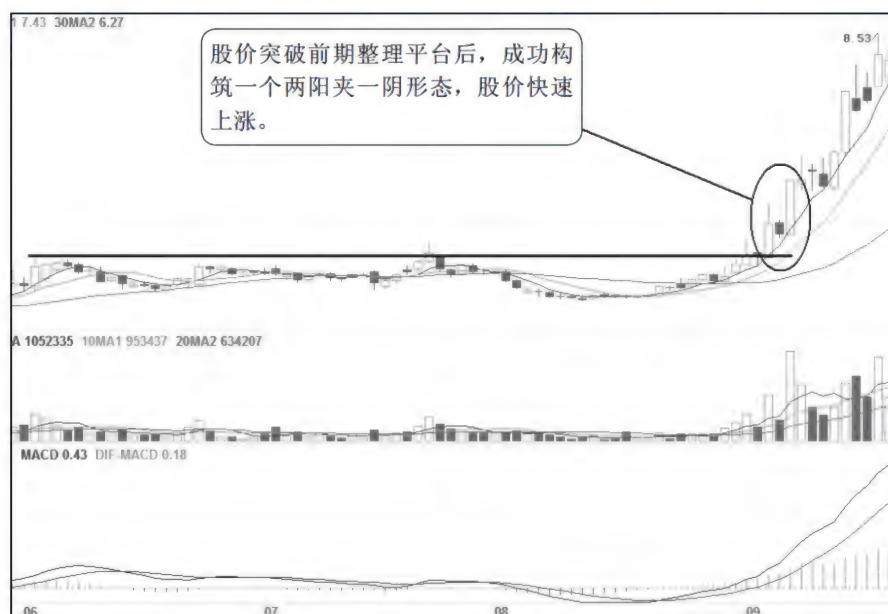 1 7.43 30MA2 6.27
股价突破前期整理平台后，成功构
筑一个两阳夹一阴形态，股价快速
上涨。
8.53
A 1052335 10MA1 953437 20MA2 634207
MACD 0.43 DIF-MACD 0.18
06 07 08 09